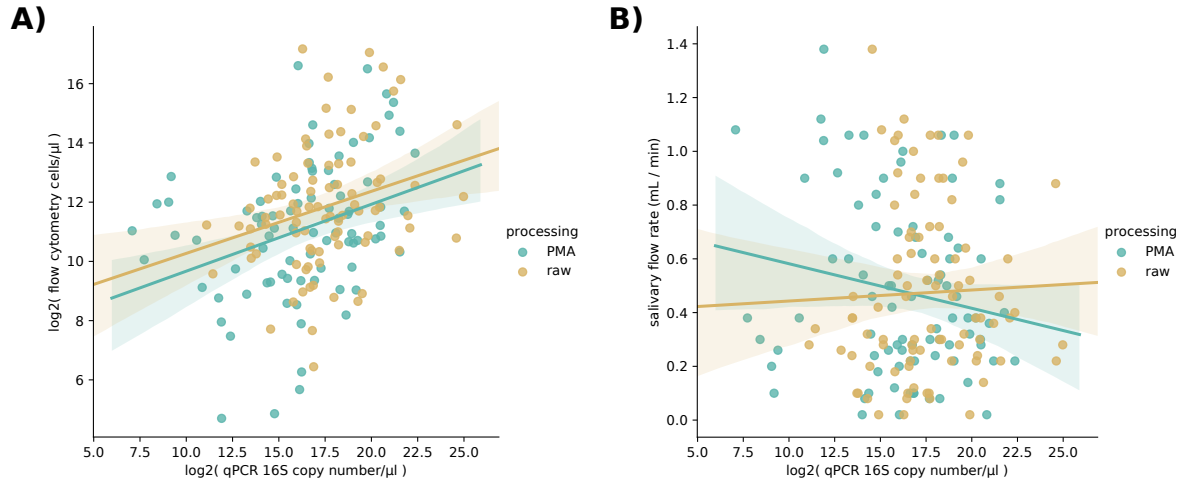 A)
log2( flow cytometry cells/µl )
16
14
12
10
8
6
5.0 7.5 10.0 12.5 15.0 17.5 20.0 22.5 25.0
log2( qPCR 16S copy number/µl )
processing
PMA
raw
B)
salivary flow rate (mL / min)
1.4
1.2
1.0
0.8
0.6
0.4
0.2
0.0
5.0 7.5 10.0 12.5 15.0 17.5 20.0 22.5 25.0
log2( qPCR 16S copy number/µl )
processing
PMA
raw